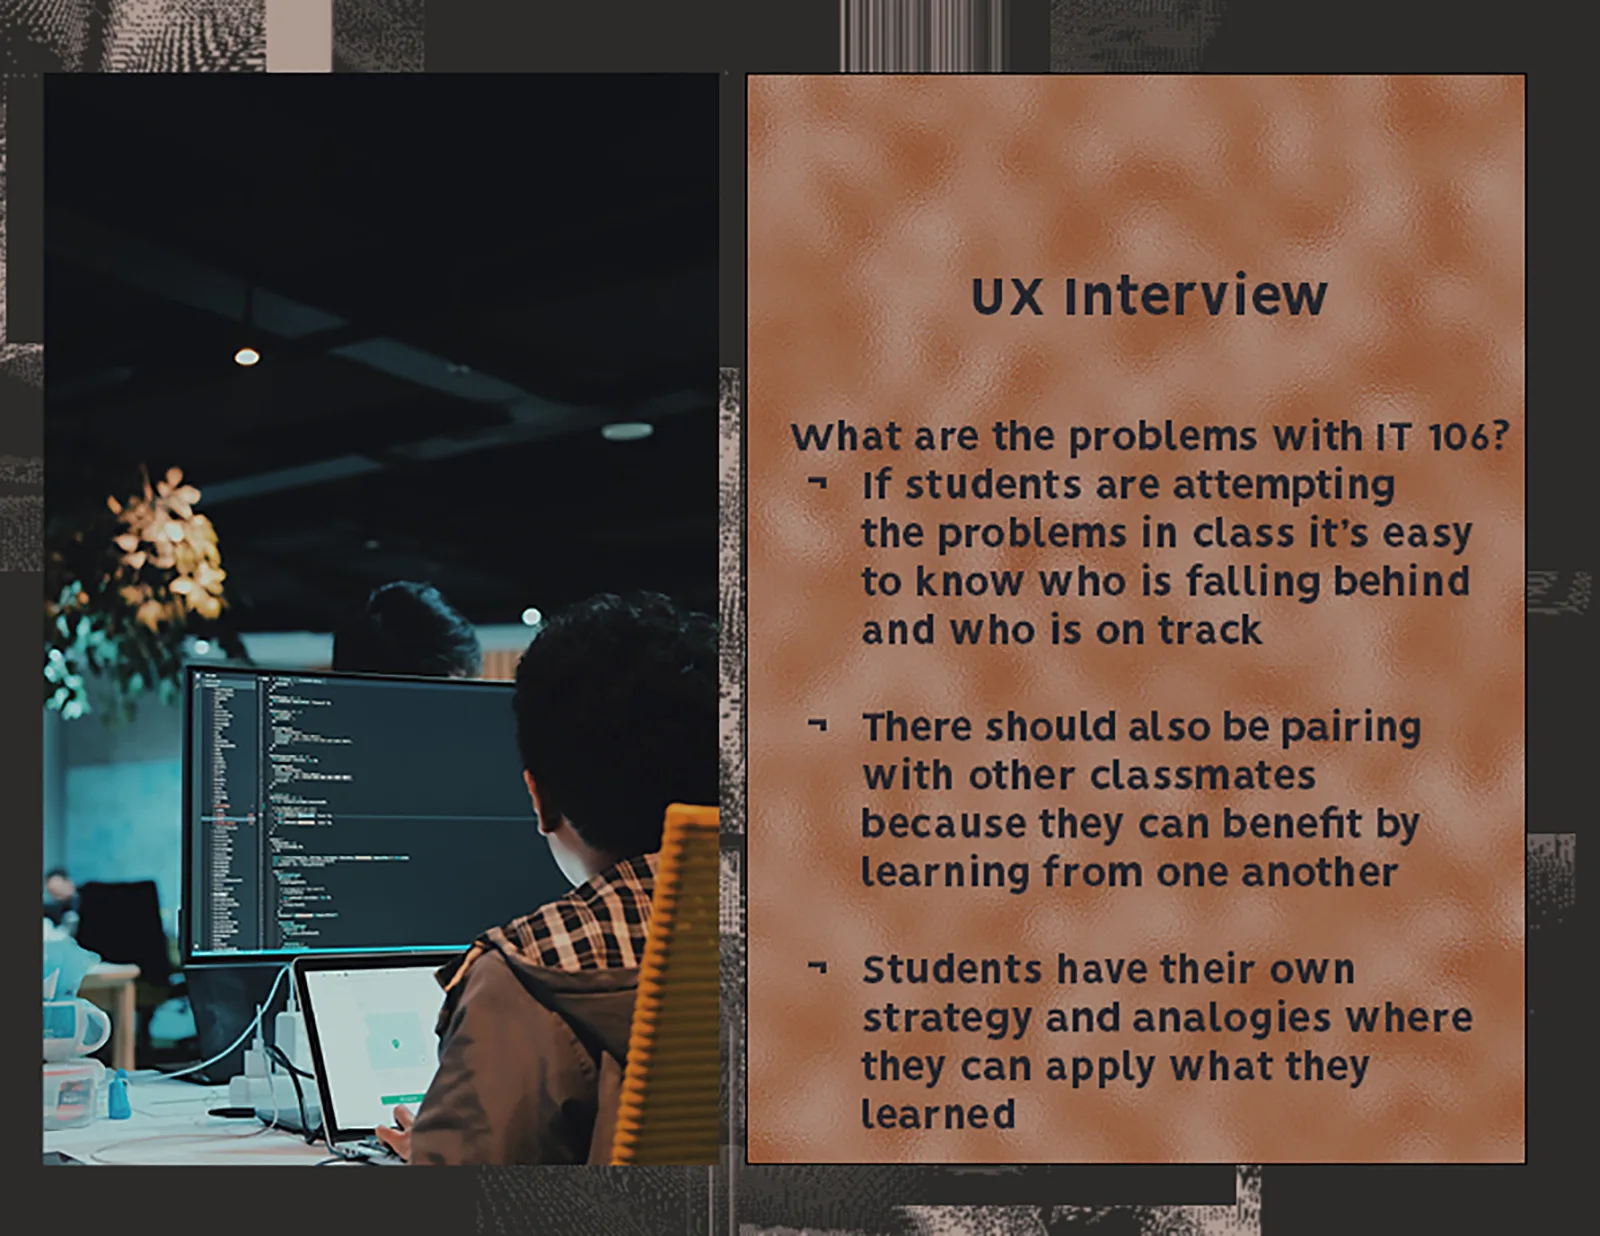 UX Interview
What are the problems with IT 106?
¬ If students are attempting
the problems in class it’s easy
to know who is falling behind
and who is on track
¬ There should also be pairing
with other classmates
because they can benefit by
learning from one another
¬ Students have their own
strategy and analogies where
they can apply what they
learned